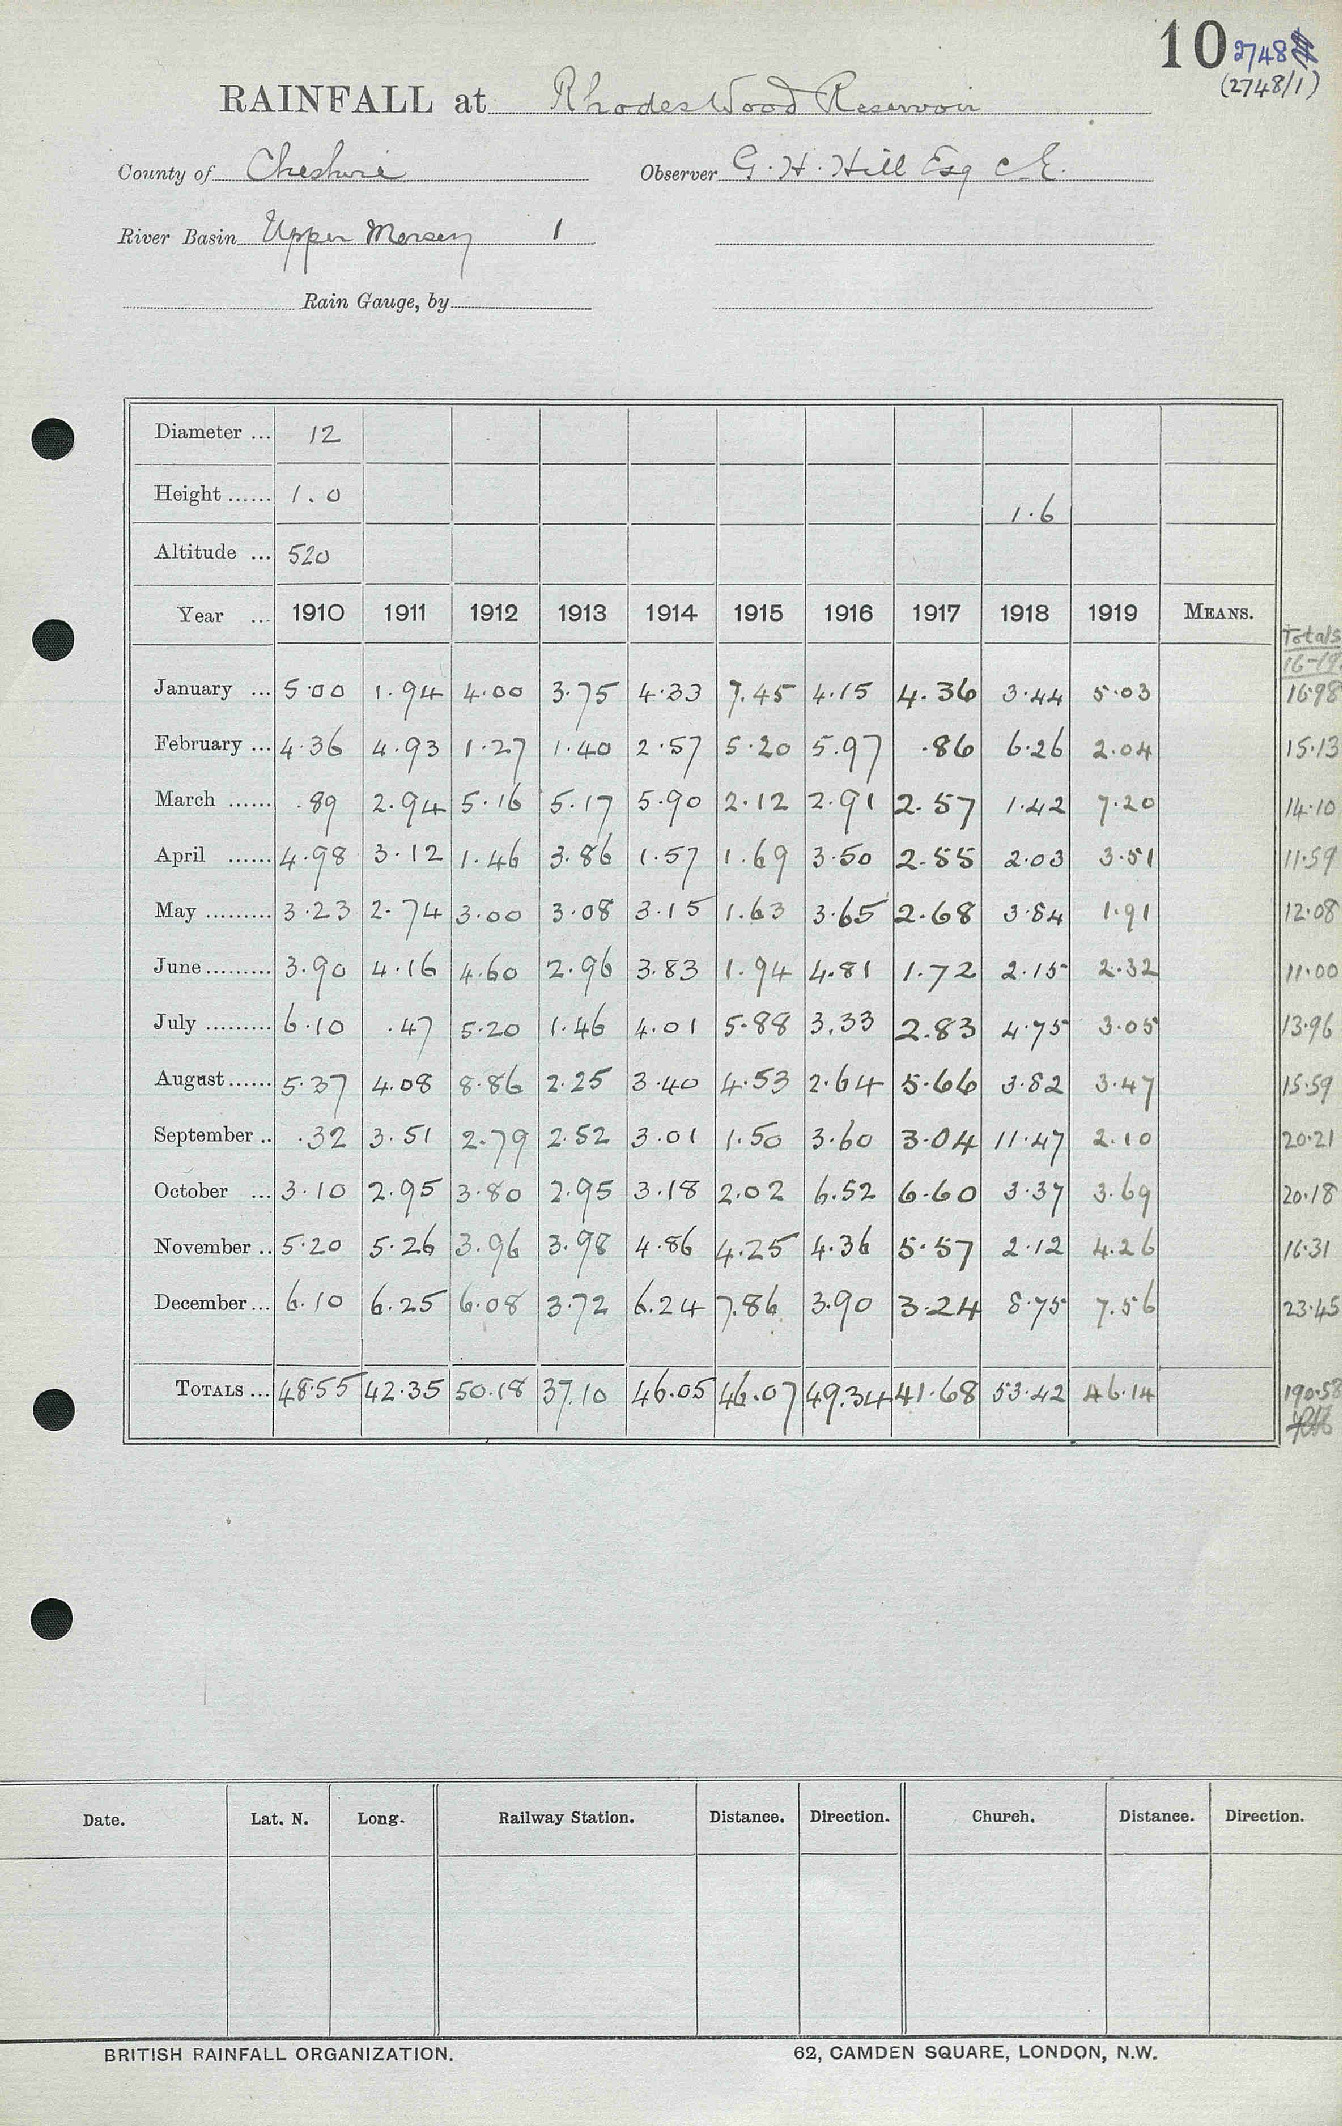 10 2748
(2748/1)
RAINFALL at Rhodes Wood Reservoir
County of Cheshire Observer G. H. Hill Esq C.E.
River Basin Upper Mersey 1
Rain Gauge, by
Diameter ... 12
Height ...... 1.0 1.6
Altitude ... 520
Year ... 1910 1911 1912 1913 1914 1915 1916 1917 1918 1919 MEANS. Totals
16-19
January ... 5.00 1.94 4.00 3.75 4.33 7.45 4.15 4.36 3.44 5.03 16.98
February ... 4.36 4.93 1.27 1.40 2.57 5.20 5.97 .86 6.26 2.04 15.13
March ...... .89 2.94 5.16 5.17 5.90 2.12 2.91 2.57 1.42 7.20 14.10
April ...... 4.98 3.12 1.46 3.86 1.57 1.69 3.50 2.55 2.03 3.51 11.59
May ......... 3.23 2.74 3.00 3.08 3.15 1.63 3.65 2.68 3.84 1.91 12.08
June ......... 3.90 4.16 4.60 2.96 3.83 1.94 4.81 1.72 2.15 2.32 11.00
July ......... 6.10 .47 5.20 1.46 4.01 5.88 3.33 2.83 4.75 3.05 13.96
August ...... 5.37 4.08 8.86 2.25 3.40 4.53 2.64 5.66 3.82 3.47 15.59
September .. .32 3.51 2.79 2.52 3.01 1.50 3.60 3.04 11.47 2.10 20.21
October ... 3.10 2.95 3.80 2.95 3.18 2.02 6.52 6.60 3.37 3.69 20.18
November .. 5.20 5.26 3.96 3.98 4.86 4.25 4.36 5.57 2.12 4.26 16.31
December ... 6.10 6.25 6.08 3.72 6.24 7.86 3.90 3.24 8.75 7.56 23.45
TOTALS ... 48.55 42.35 50.18 37.10 46.05 46.07 49.34 41.68 53.42 46.14 190.58
Date. Lat. N. Long. Railway Station. Distance. Direction. Church. Distance. Direction.
BRITISH RAINFALL ORGANIZATION. 62, CAMDEN SQUARE, LONDON, N.W.